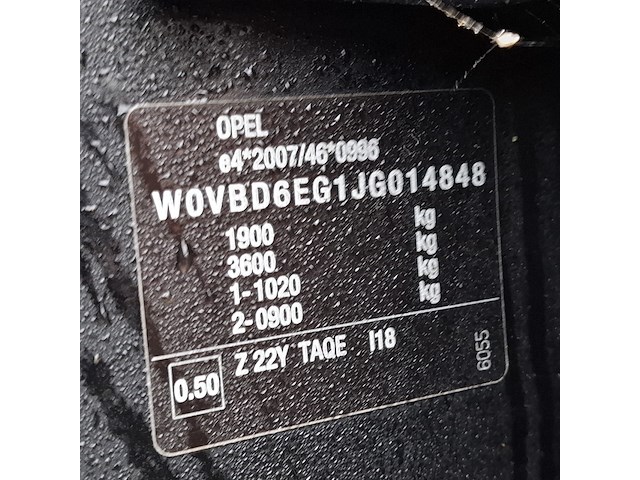 OPEL
e4*2007/46*0996
W0VBD6EG1JG014848
1900 kg
3600 kg
1-1020 kg
2-0900 kg
0.50 Z 22Y TAQE I18
6055